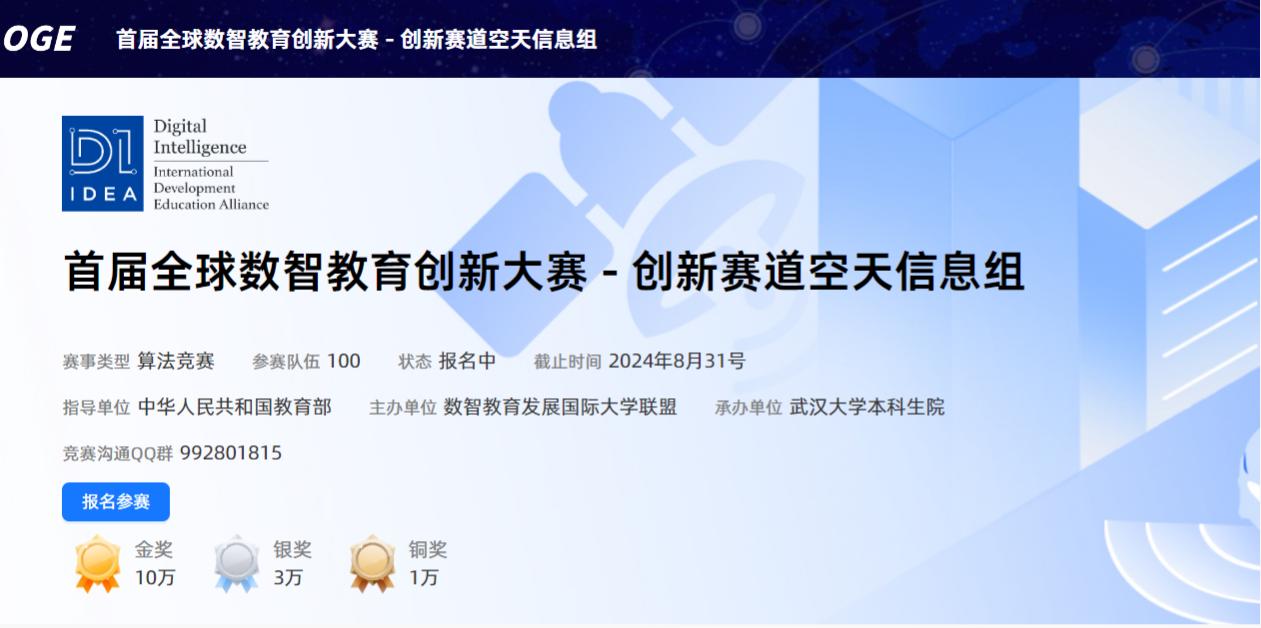 OGE 首届全球数智教育创新大赛 - 创新赛道空天信息组
DI
IDEA
Digital
Intelligence
International
Development
Education Alliance
首届全球数智教育创新大赛 - 创新赛道空天信息组
赛事类型 算法竞赛 参赛队伍 100 状态 报名中 截止时间 2024年8月31号
指导单位 中华人民共和国教育部 主办单位 数智教育发展国际大学联盟 承办单位 武汉大学本科生院
竞赛沟通QQ群 992801815
报名参赛
金奖 银奖 铜奖
10万 3万 1万